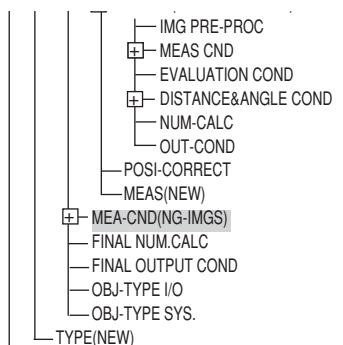 IMG PRE-PROC
MEAS CND
EVALUATION COND
DISTANCE&ANGLE COND
NUM-CALC
OUT-COND
POSI-CORRECT
MEAS(NEW)
MEA-CND(NG-IMGS)
FINAL NUM.CALC
FINAL OUTPUT COND
OBJ-TYPE I/O
OBJ-TYPE SYS.
TYPE(NEW)